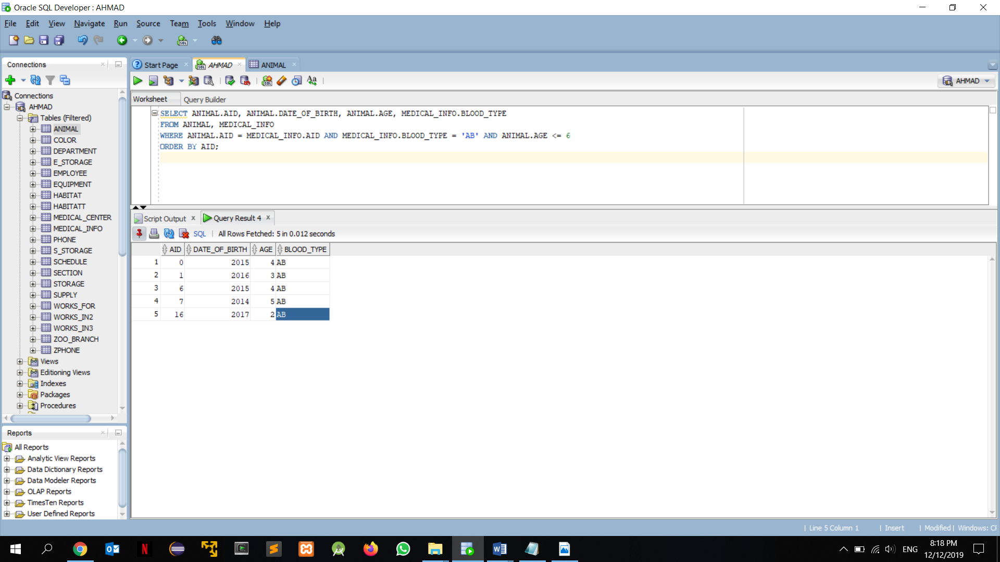 Oracle SQL Developer : AHMAD
File Edit View Navigate Run Source Team Tools Window Help
Connections
Start Page AHMAD ANIMAL
AHMAD
Worksheet Query Builder
SELECT ANIMAL.AID, ANIMAL.DATE_OF_BIRTH, ANIMAL.AGE, MEDICAL_INFO.BLOOD_TYPE
FROM ANIMAL, MEDICAL_INFO
WHERE ANIMAL.AID = MEDICAL_INFO.AID AND MEDICAL_INFO.BLOOD_TYPE = 'AB' AND ANIMAL.AGE <= 6
ORDER BY AID;
Connections
AHMAD
Tables (Filtered)
ANIMAL
COLOR
DEPARTMENT
E_STORAGE
EMPLOYEE
EQUIPMENT
HABITAT
HABITATT
MEDICAL_CENTER
MEDICAL_INFO
PHONE
S_STORAGE
SCHEDULE
SECTION
STORAGE
SUPPLY
WORKS_FOR
WORKS_IN2
WORKS_IN3
ZOO_BRANCH
ZPHONE
Views
Editioning Views
Indexes
Packages
Procedures
Script Output x Query Result 4 x
SQL | All Rows Fetched: 5 in 0.012 seconds
AID DATE_OF_BIRTH AGE BLOOD_TYPE
1 0 2015 4 AB
2 1 2016 3 AB
3 6 2015 4 AB
4 7 2014 5 AB
5 16 2017 2 AB
Reports
All Reports
Analytic View Reports
Data Dictionary Reports
Data Modeler Reports
OLAP Reports
TimesTen Reports
User Defined Reports
| Line 5 Column 1 | Insert | Modified | Windows: CF
ENG
8:18 PM
12/12/2019